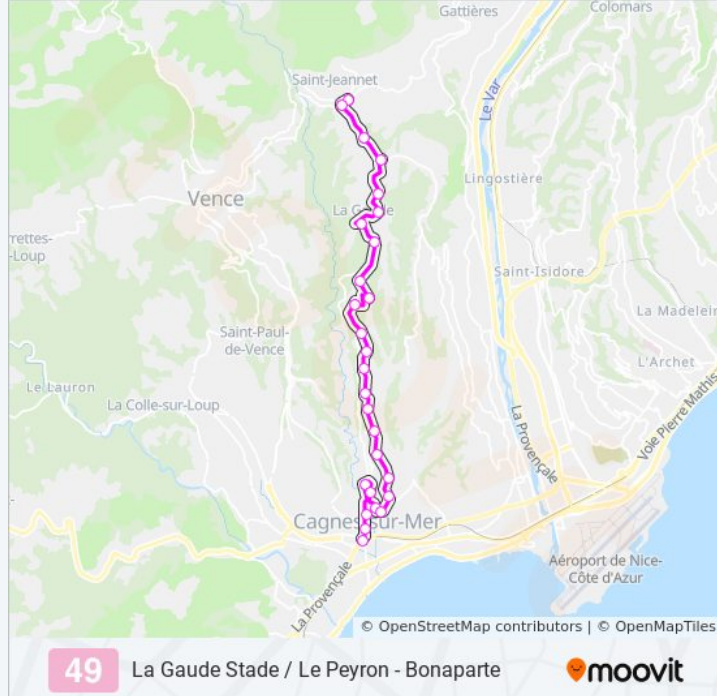 Gattières
Colomars
Saint-Jeannet
Le Var
Vence
Lingostière
La Gaude
rrettes-
-Loup
Saint-Isidore
La Madelein
Saint-Paul-
de-Vence
L'Archet
Le Lauron
La Colle-sur-Loup
Voie Pierre Mathis
La Provençale
Cagnes-sur-Mer
Aéroport de Nice-
Côte d'Azur
La Provençale
© OpenStreetMap contributors | © OpenMapTiles
49 La Gaude Stade / Le Peyron - Bonaparte moovit